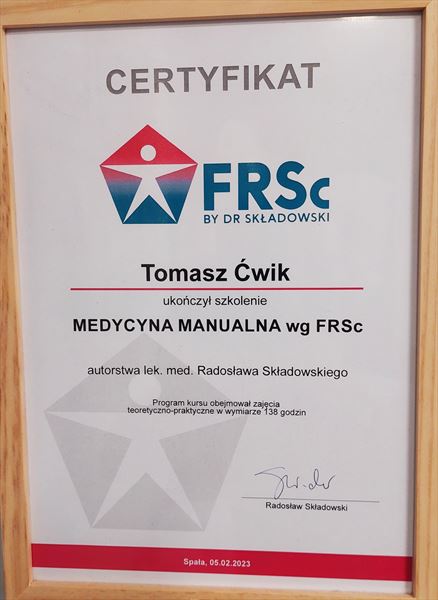 CERTYFIKAT
FRSc
BY DR SKŁADOWSKI
Tomasz Ćwik
ukończył szkolenie
MEDYCYNA MANUALNA wg FRSc
autorstwa lek. med. Radosława Składowskiego
Program kursu obejmował zajęcia
teoretyczno-praktyczne w wymiarze 138 godzin
Radosław Składowski
Spała, 05.02.2023